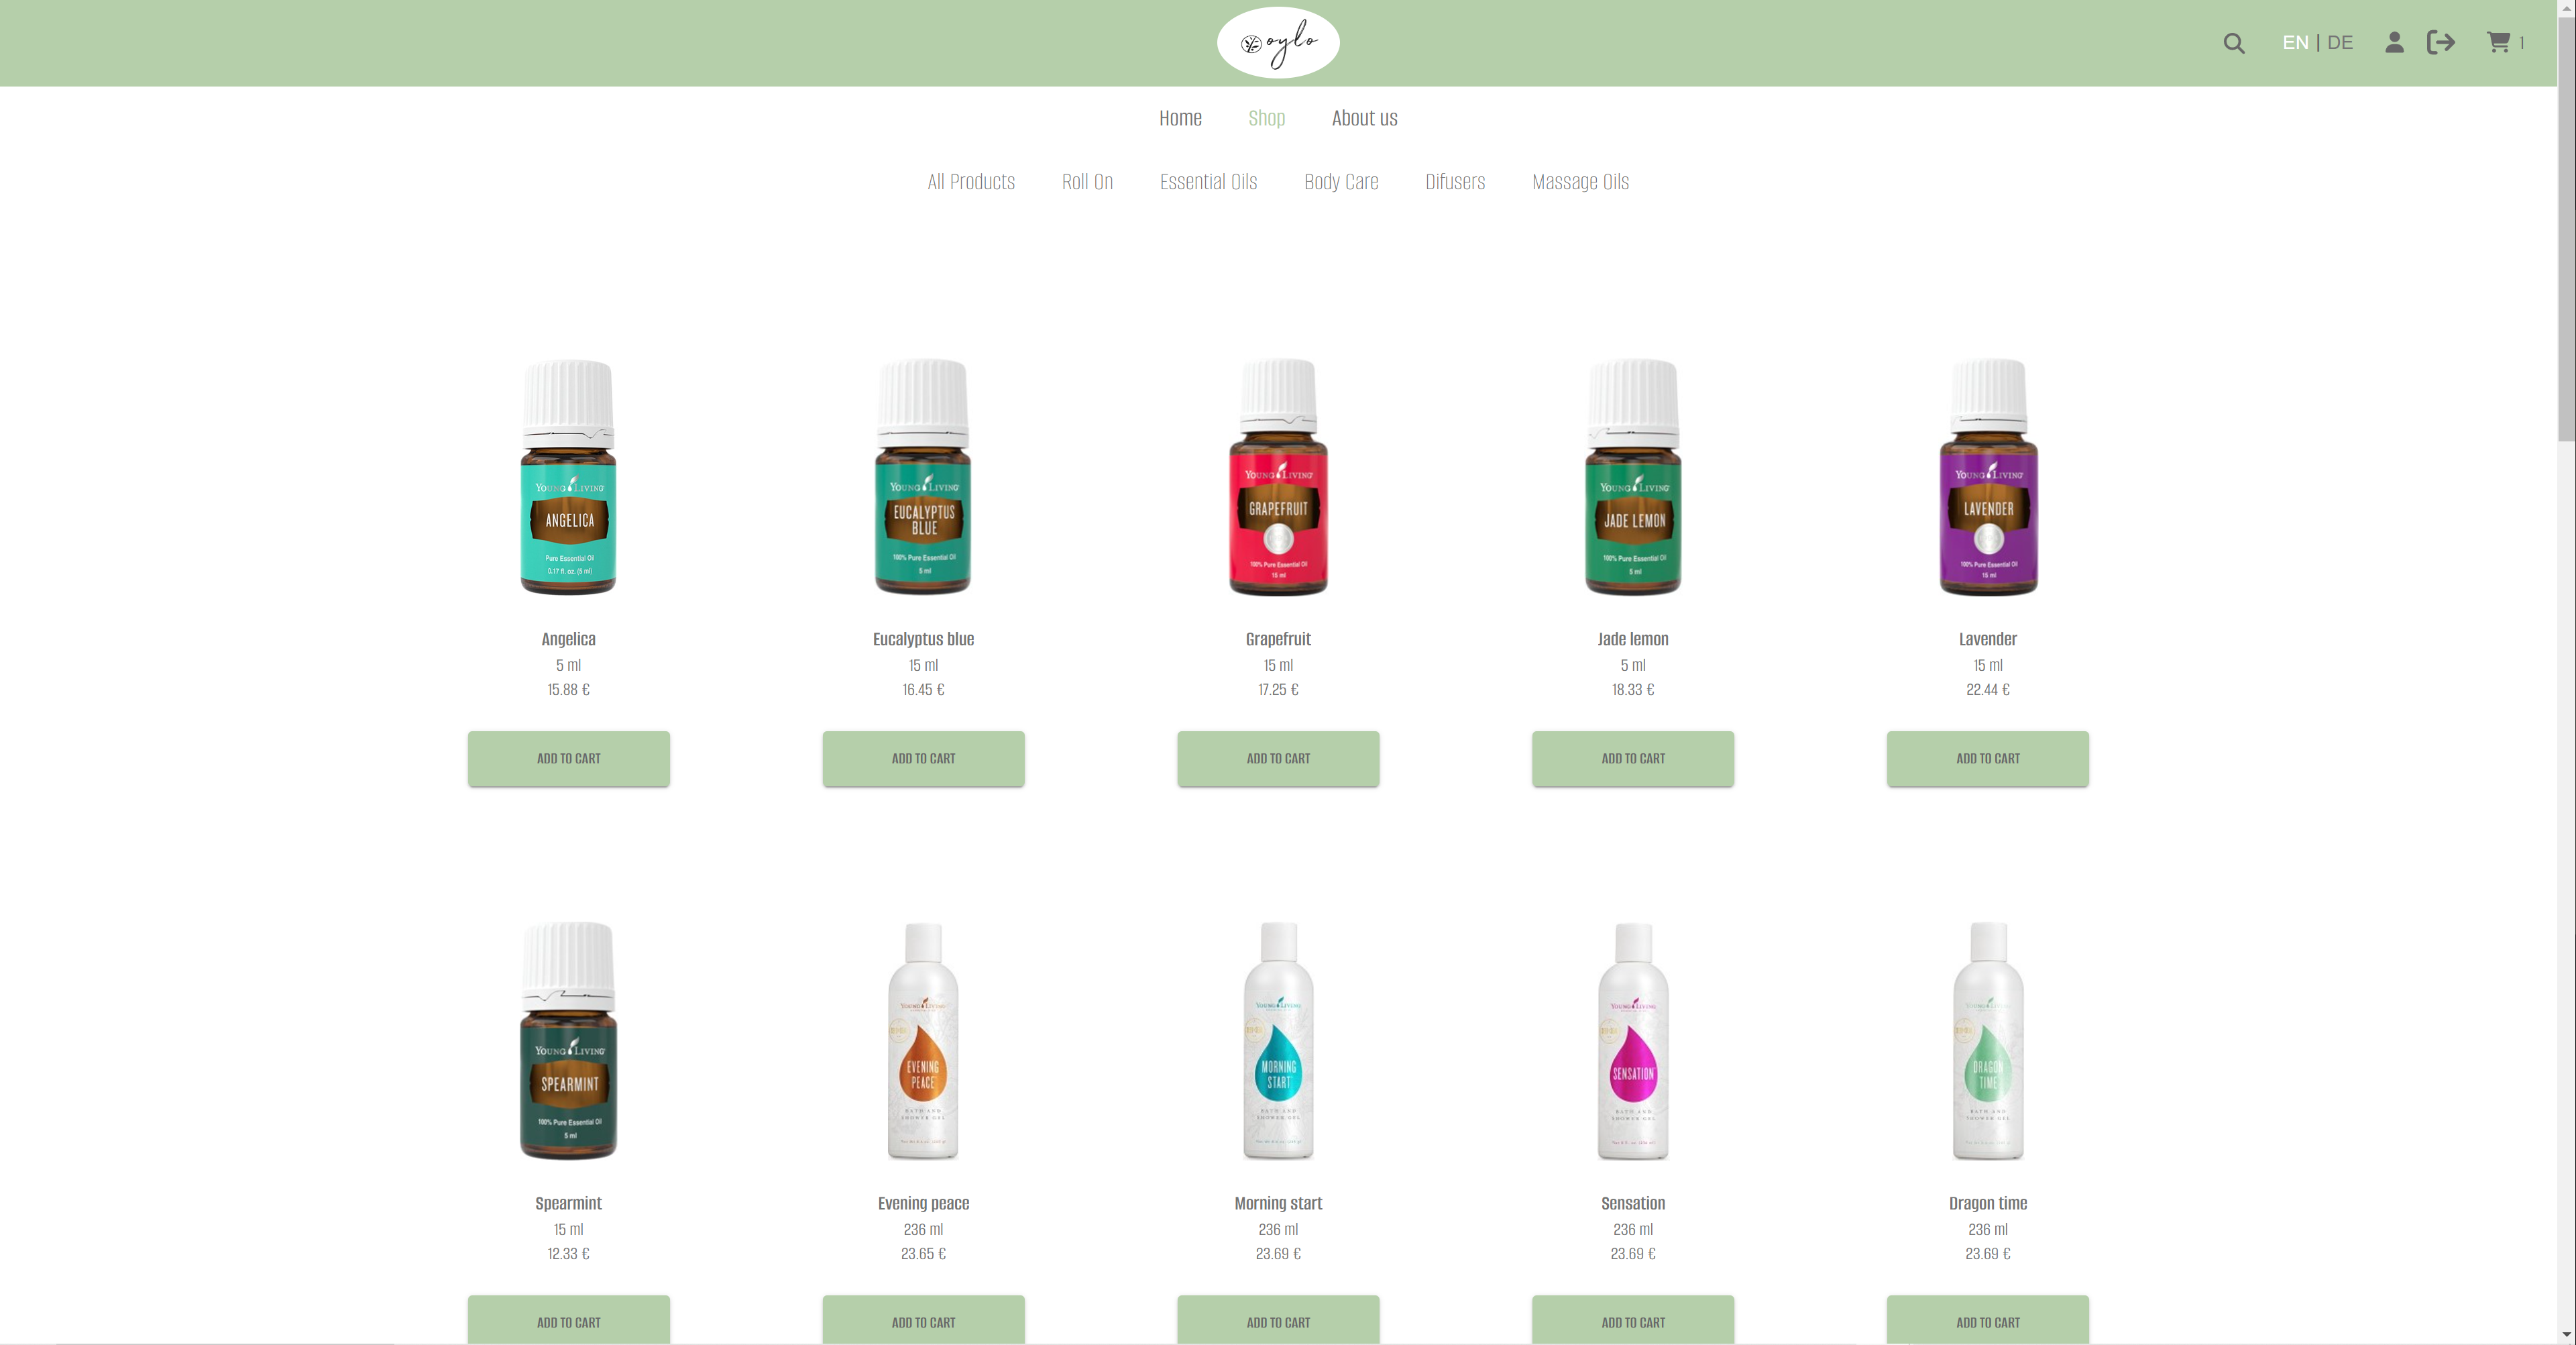 oylo
EN | DE
1
Home Shop About us
All Products Roll On Essential Oils Body Care Difusers Massage Oils
YOUNG LIVING
ANGELICA
Pure Essential Oil
0.17 fl. oz. (5 ml)
YOUNG LIVING
EUCALYPTUS
BLUE
100% Pure Essential Oil
5 ml
YOUNG LIVING
GRAPEFRUIT
100% Pure Essential Oil
15 ml
YOUNG LIVING
JADE LEMON
100% Pure Essential Oil
5 ml
YOUNG LIVING
LAVENDER
100% Pure Essential Oil
15 ml
Angelica
5 ml
15.88 €
ADD TO CART
Eucalyptus blue
15 ml
16.45 €
ADD TO CART
Grapefruit
15 ml
17.25 €
ADD TO CART
Jade lemon
5 ml
18.33 €
ADD TO CART
Lavender
15 ml
22.44 €
ADD TO CART
YOUNG LIVING
SPEARMINT
100% Pure Essential Oil
5 ml
YOUNG LIVING
EVENING
PEACE
BATH AND
SHOWER GEL
YOUNG LIVING
MORNING
START
BATH AND
SHOWER GEL
YOUNG LIVING
SENSATION
BATH AND
SHOWER GEL
YOUNG LIVING
DRAGON
TIME
BATH AND
SHOWER GEL
Spearmint
15 ml
12.33 €
ADD TO CART
Evening peace
236 ml
23.65 €
ADD TO CART
Morning start
236 ml
23.69 €
ADD TO CART
Sensation
236 ml
23.69 €
ADD TO CART
Dragon time
236 ml
23.69 €
ADD TO CART